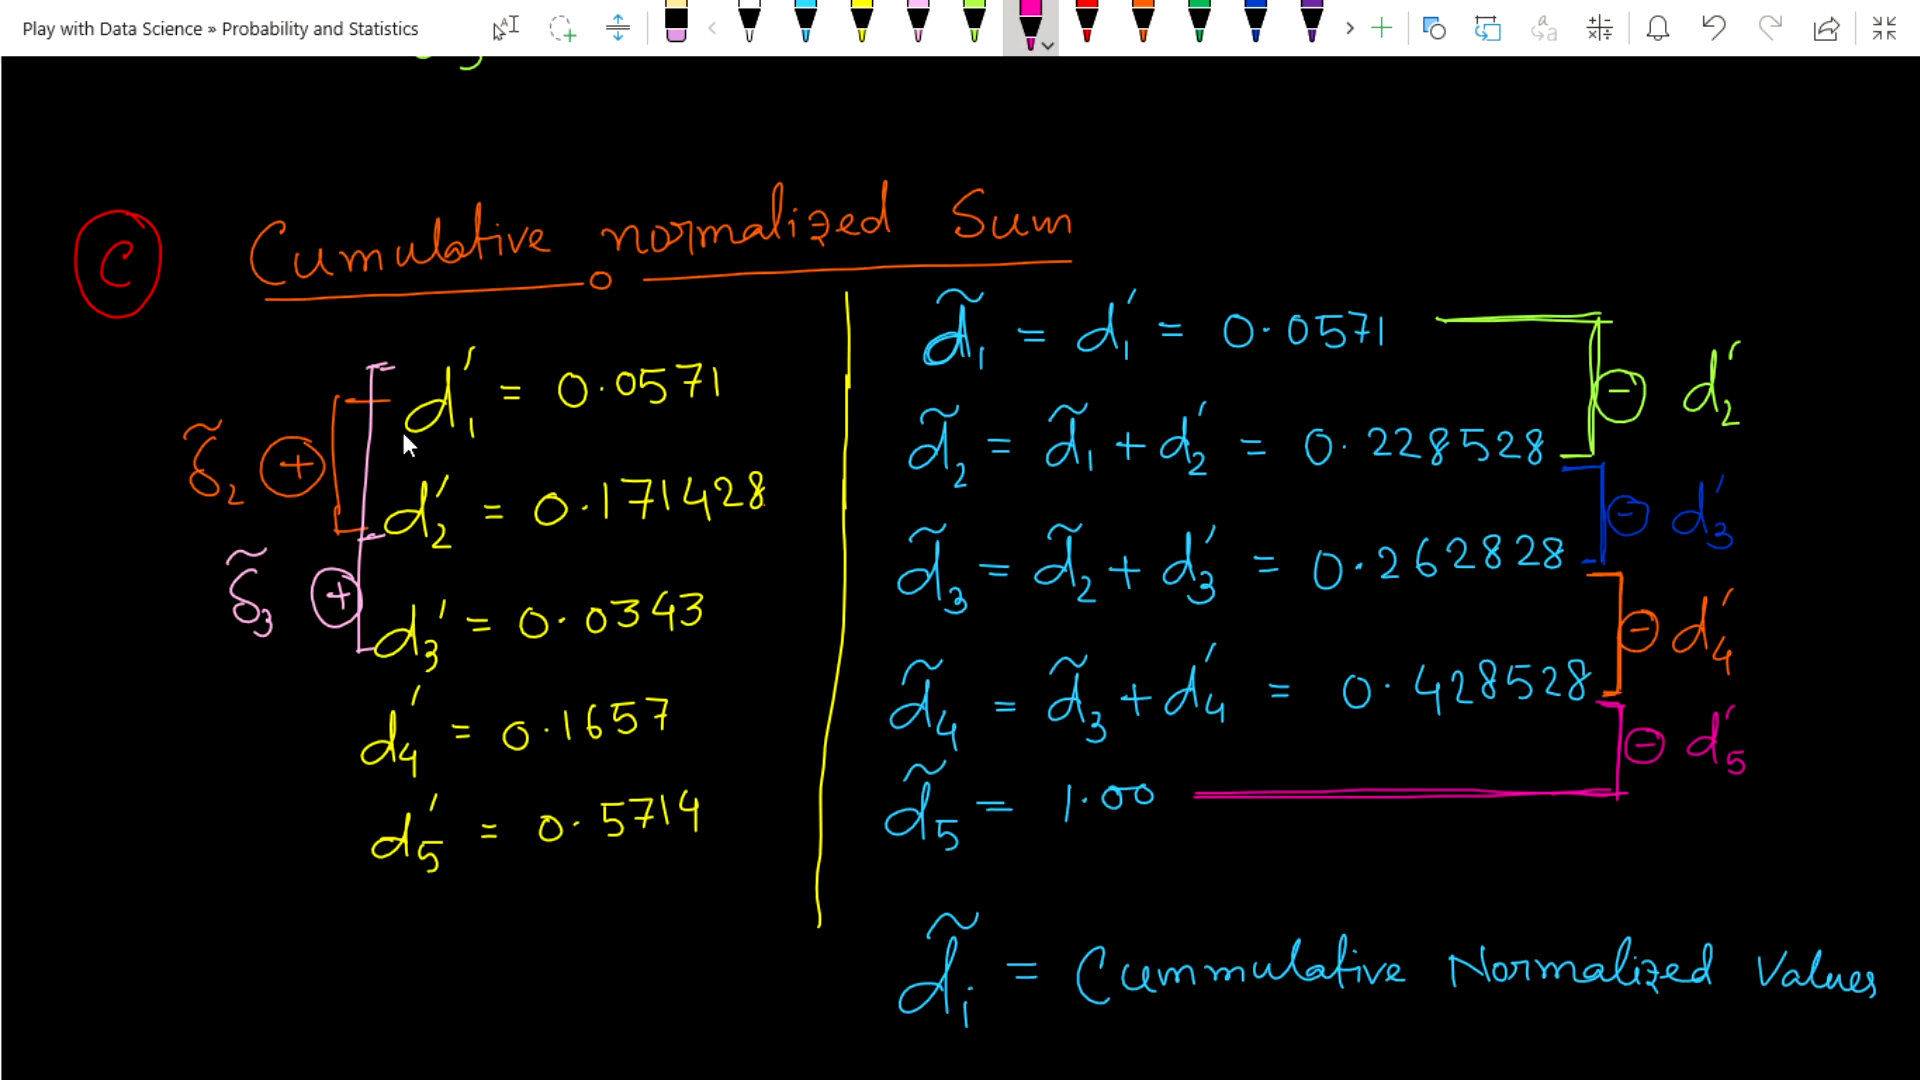 Play with Data Science » Probability and Statistics
C Cumulative normalized Sum
d₁′ = 0.0571
d₂′ = 0.171428
d₃′ = 0.0343
d₄′ = 0.1657
d₅′ = 0.5714
δ̃₂ +
δ̃₃ +
d̃₁ = d₁′ = 0.0571
d̃₂ = d̃₁ + d₂′ = 0.228528
d̃₃ = d̃₂ + d₃′ = 0.262828
d̃₄ = d̃₃ + d₄′ = 0.428528
d̃₅ = 1.00
− d₂′
− d₃′
− d₄′
− d₅′
d̃ᵢ = Cummulative Normalized Values